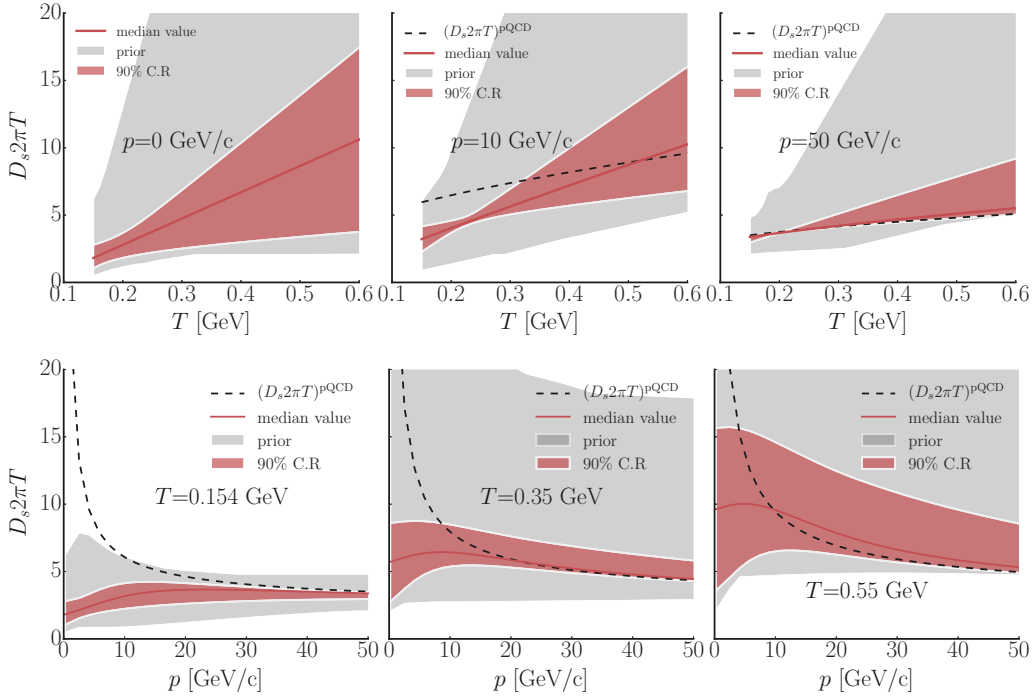 20
15
10
5
0
D_s2πT
median value
prior
90% C.R
p=0 GeV/c
0.1 0.2 0.3 0.4 0.5 0.6
T [GeV]
(D_s2πT)^pQCD
median value
prior
90% C.R
p=10 GeV/c
0.1 0.2 0.3 0.4 0.5 0.6
T [GeV]
(D_s2πT)^pQCD
median value
prior
90% C.R
p=50 GeV/c
0.1 0.2 0.3 0.4 0.5 0.6
T [GeV]
20
15
10
5
0
D_s2πT
(D_s2πT)^pQCD
median value
prior
90% C.R
T=0.154 GeV
0 10 20 30 40 50
p [GeV/c]
(D_s2πT)^pQCD
median value
prior
90% C.R
T=0.35 GeV
0 10 20 30 40 50
p [GeV/c]
(D_s2πT)^pQCD
median value
prior
90% C.R
T=0.55 GeV
0 10 20 30 40 50
p [GeV/c]